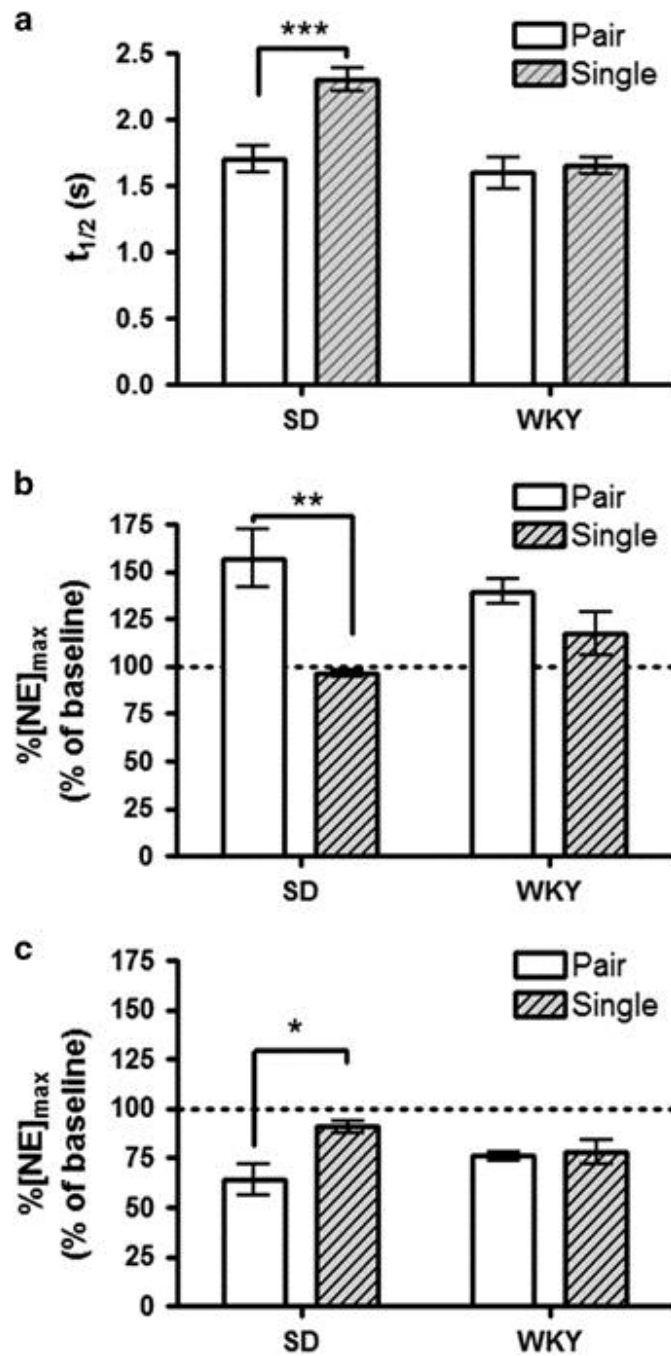 a
***
Pair
Single
2.5
2.0
1.5
1.0
0.5
0.0
t1/2 (s)
SD
WKY
b
**
Pair
Single
175
150
125
100
75
50
25
0
%[NE]max
(% of baseline)
SD
WKY
c
*
Pair
Single
175
150
125
100
75
50
25
0
%[NE]max
(% of baseline)
SD
WKY